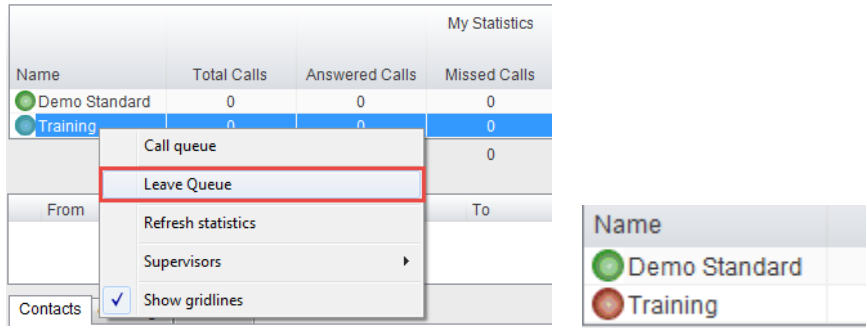 My Statistics
Name Total Calls Answered Calls Missed Calls
Demo Standard 0 0 0
Training 0 0 0
Call queue
0
Leave Queue
From To
Refresh statistics
Supervisors
Show gridlines
Contacts
Name
Demo Standard
Training